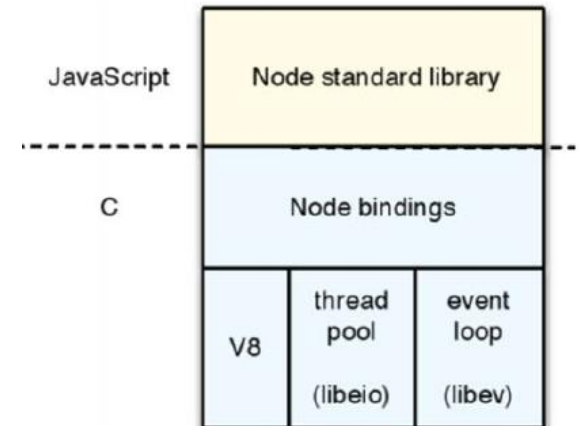 JavaScript
Node standard library
C
Node bindings
V8
thread
pool
(libeio)
event
loop
(libev)